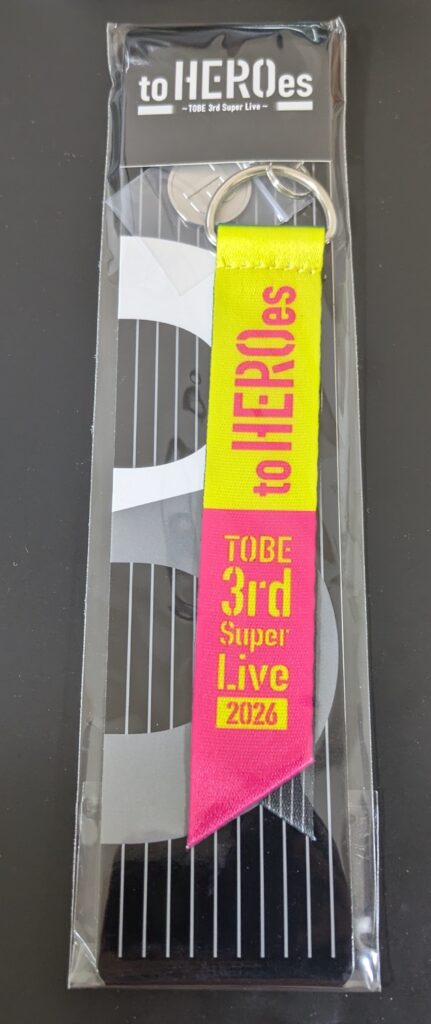 to HEROes
~TOBE 3rd Super Live~
to HEROes
TOBE
3rd
Super
Live
2026